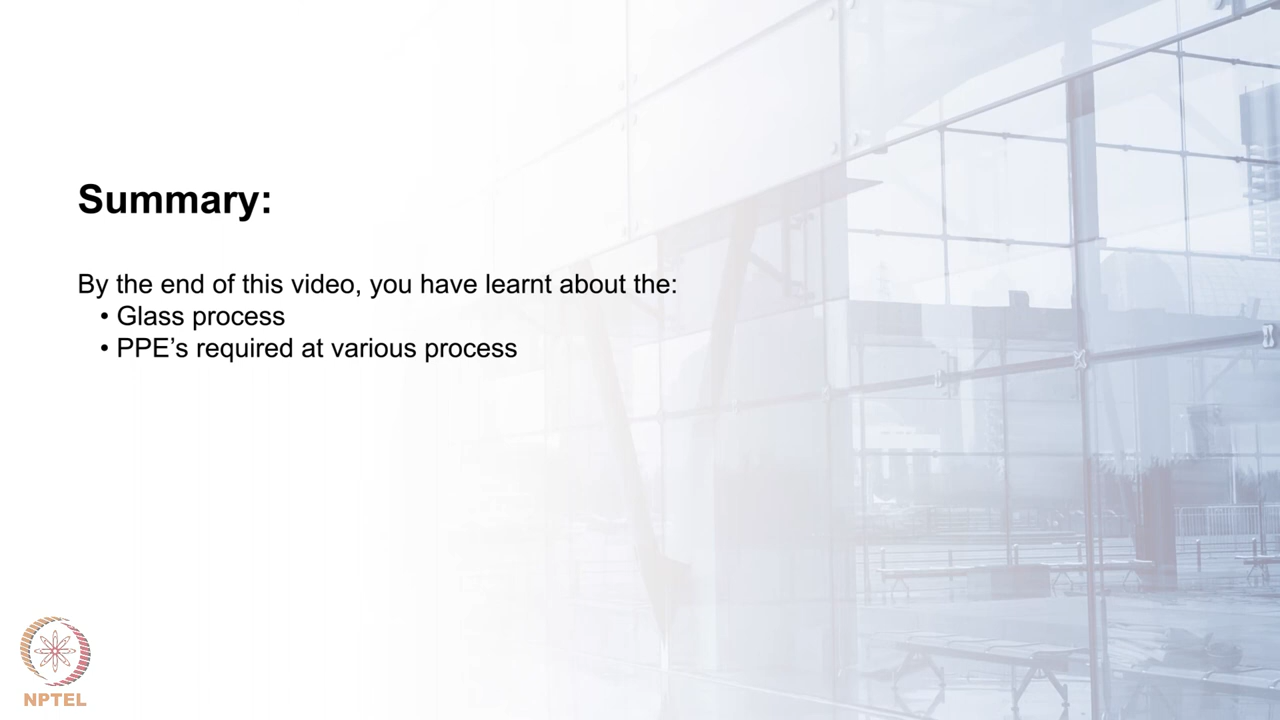 Summary:
By the end of this video, you have learnt about the:
• Glass process
• PPE’s required at various process
NPTEL